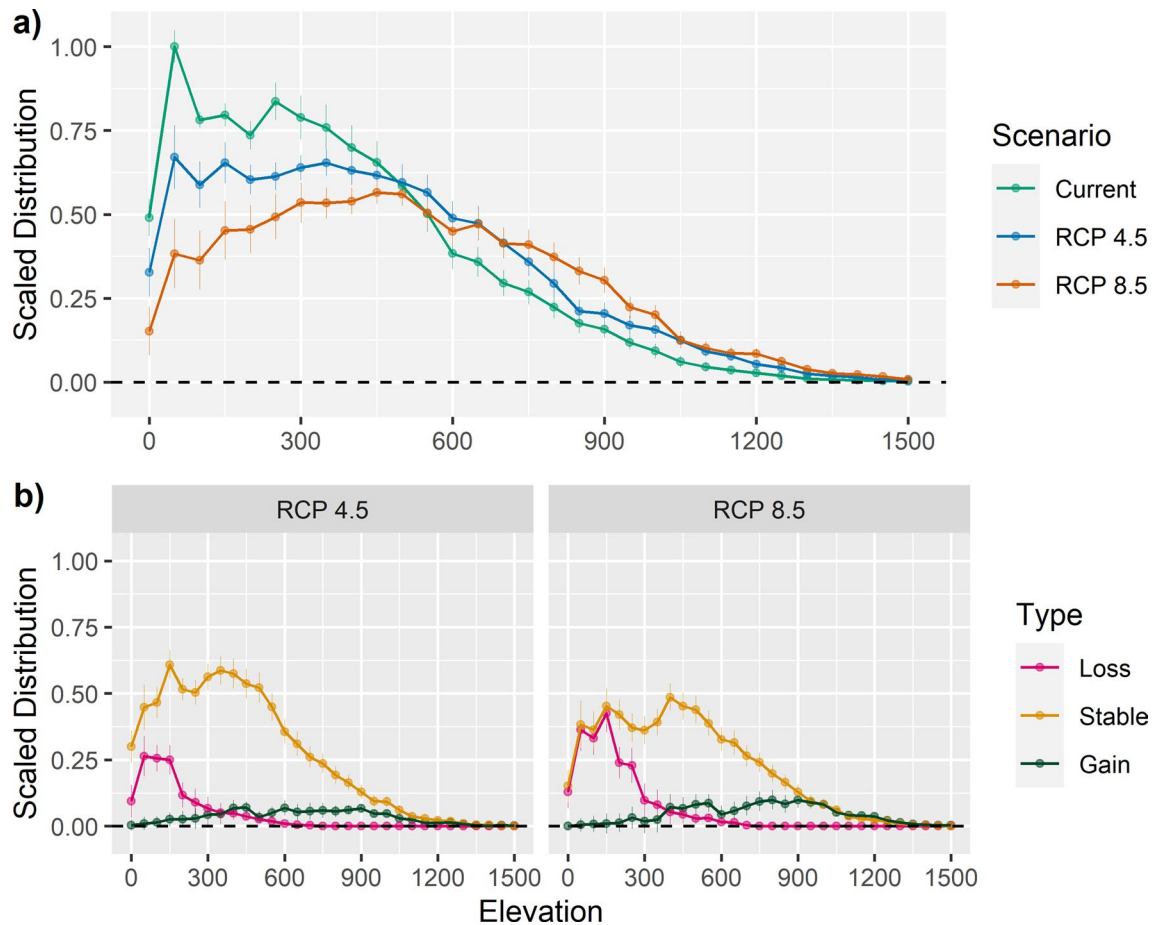 a)
Scaled Distribution
1.00
0.75
0.50
0.25
0.00
0 300 600 900 1200 1500
Scenario
Current
RCP 4.5
RCP 8.5
b)
RCP 4.5 RCP 8.5
Scaled Distribution
1.00
0.75
0.50
0.25
0.00
0 300 600 900 1200 1500 0 300 600 900 1200 1500
Elevation
Type
Loss
Stable
Gain